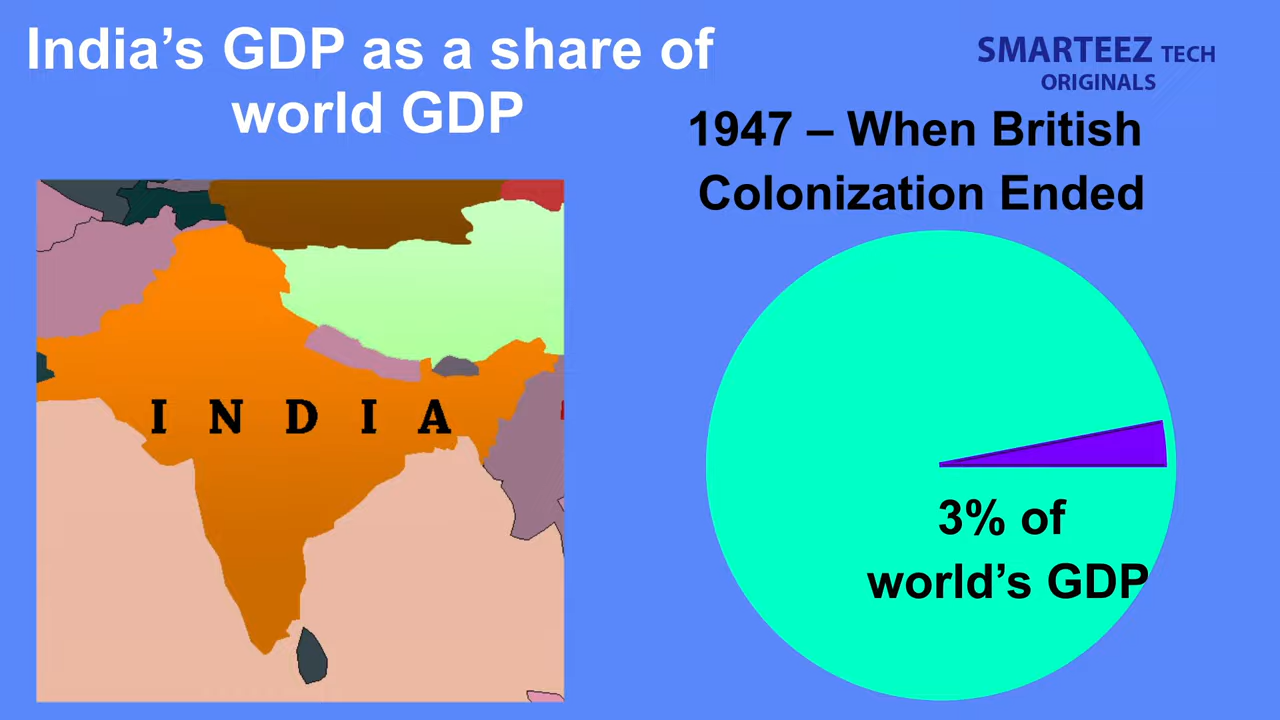 India’s GDP as a share of
world GDP
SMARTEEZ TECH
ORIGINALS
1947 – When British
Colonization Ended
I N D I A
3% of
world’s GDP